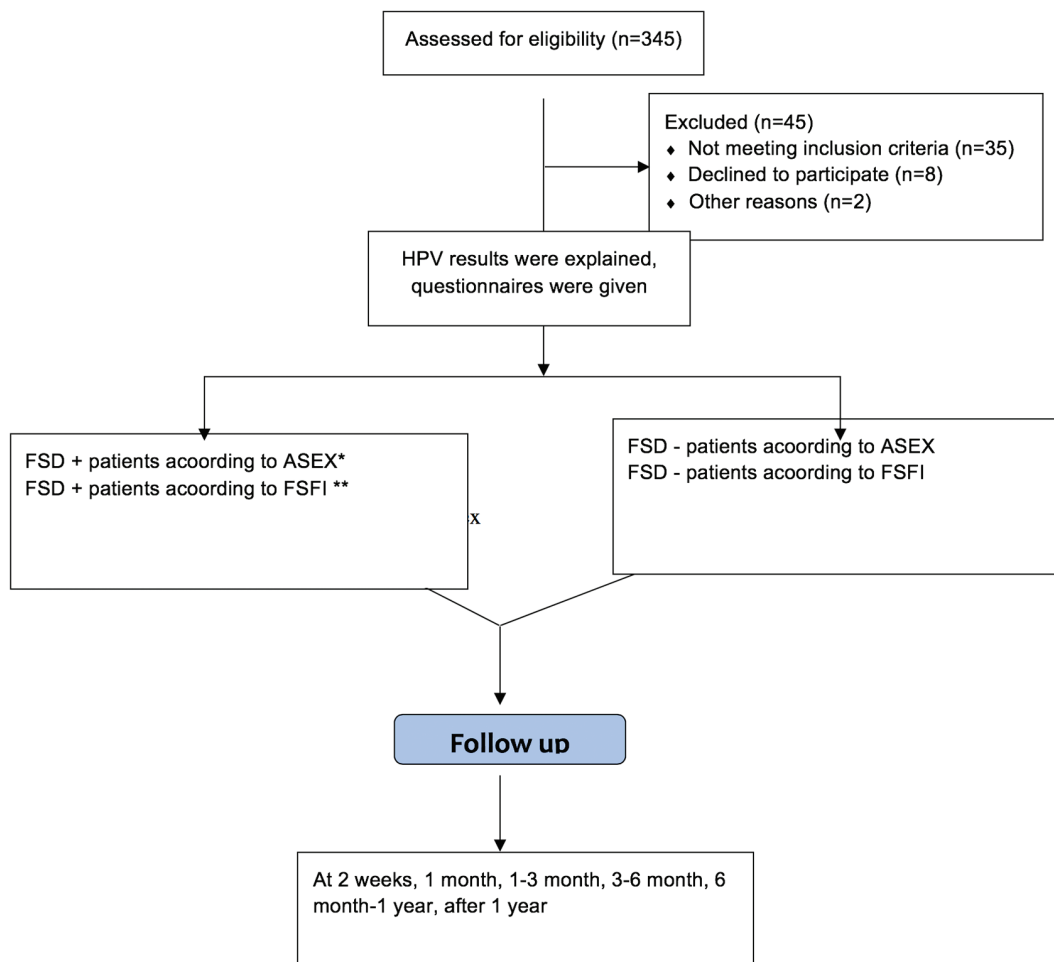 Assessed for eligibility (n=345)
Excluded (n=45)
♦ Not meeting inclusion criteria (n=35)
♦ Declined to participate (n=8)
♦ Other reasons (n=2)
HPV results were explained,
questionnaires were given
FSD + patients acoording to ASEX*
FSD + patients acoording to FSFI **
x
FSD - patients acoording to ASEX
FSD - patients acoording to FSFI
Follow up
At 2 weeks, 1 month, 1-3 month, 3-6 month, 6
month-1 year, after 1 year